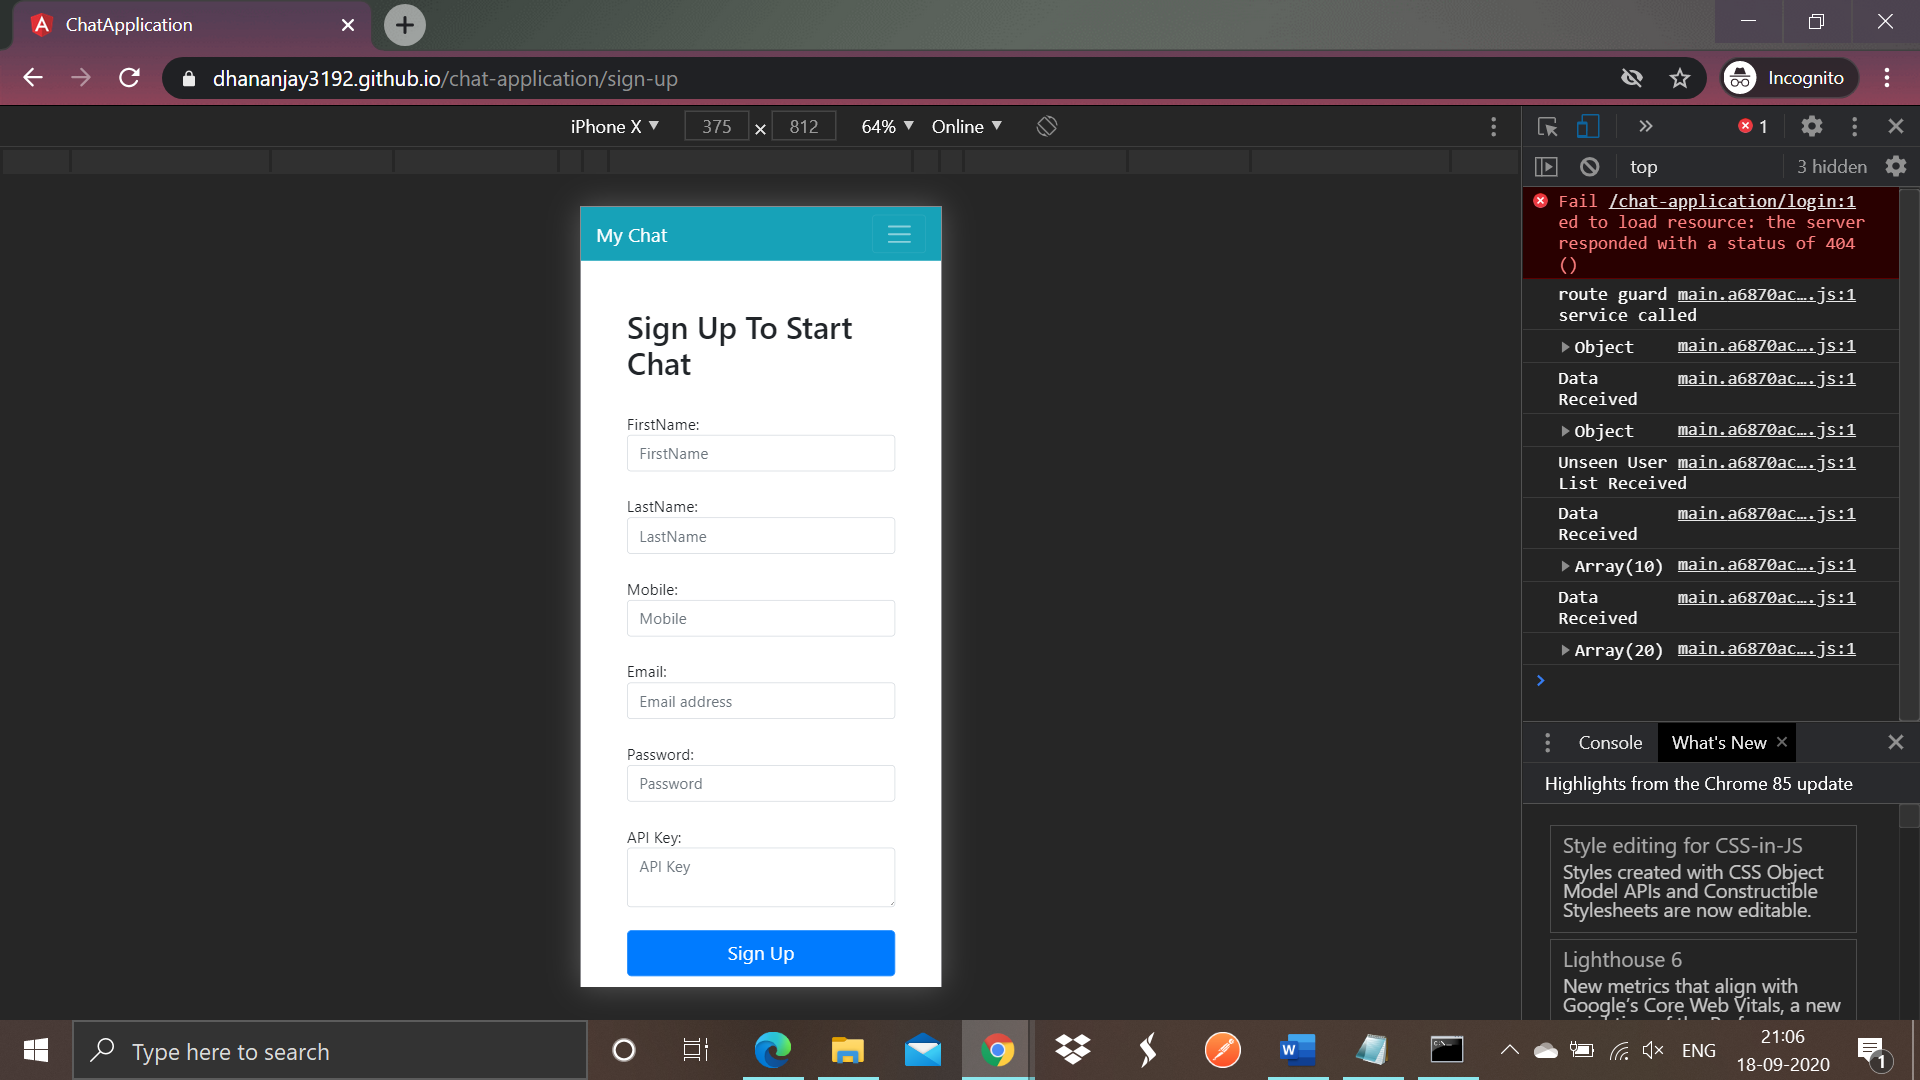 ChatApplication
dhananjay3192.github.io/chat-application/sign-up
Incognito
iPhone X
375 × 812
64%
Online
1
top
3 hidden
My Chat
Sign Up To Start
Chat
FirstName:
FirstName
LastName:
LastName
Mobile:
Mobile
Email:
Email address
Password:
Password
API Key:
API Key
Sign Up
Fail /chat-application/login:1
ed to load resource: the server
responded with a status of 404
()
route guard main.a6870ac….js:1
service called
Object main.a6870ac….js:1
Data main.a6870ac….js:1
Received
Object main.a6870ac….js:1
Unseen User main.a6870ac….js:1
List Received
Data main.a6870ac….js:1
Received
Array(10) main.a6870ac….js:1
Data main.a6870ac….js:1
Received
Array(20) main.a6870ac….js:1
Console
What's New
Highlights from the Chrome 85 update
Style editing for CSS-in-JS
Styles created with CSS Object
Model APIs and Constructible
Stylesheets are now editable.
Lighthouse 6
New metrics that align with
Google's Core Web Vitals, a new
Type here to search
ENG
21:06
18-09-2020
1